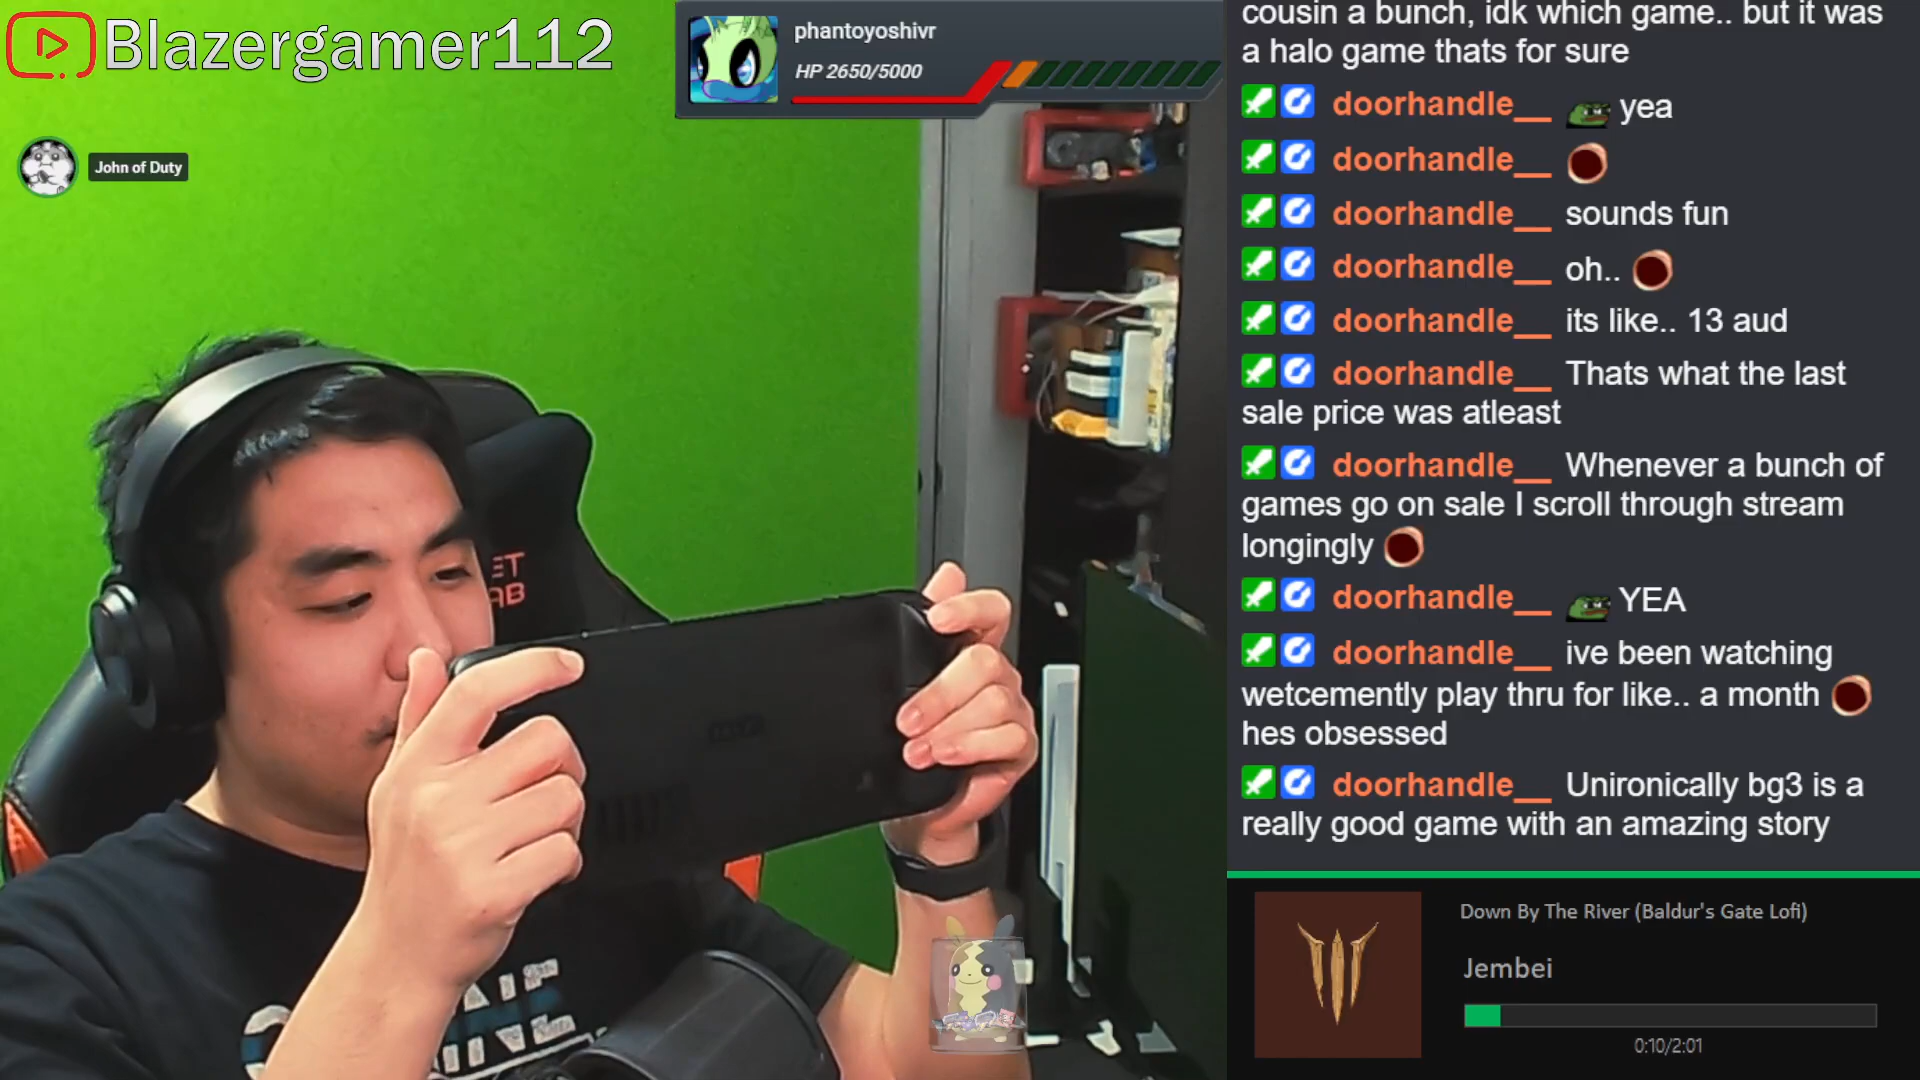 Blazergamer112
phantoyoshivr
HP 2650/5000
John of Duty
cousin a bunch, idk which game.. but it was
a halo game thats for sure
doorhandle__ yea
doorhandle__
doorhandle__ sounds fun
doorhandle__ oh..
doorhandle__ its like.. 13 aud
doorhandle__ Thats what the last
sale price was atleast
doorhandle__ Whenever a bunch of
games go on sale I scroll through stream
longingly
doorhandle__ YEA
doorhandle__ ive been watching
wetcemently play thru for like.. a month
hes obsessed
doorhandle__ Unironically bg3 is a
really good game with an amazing story
Down By The River (Baldur's Gate Lofi)
Jembei
0:10/2:01